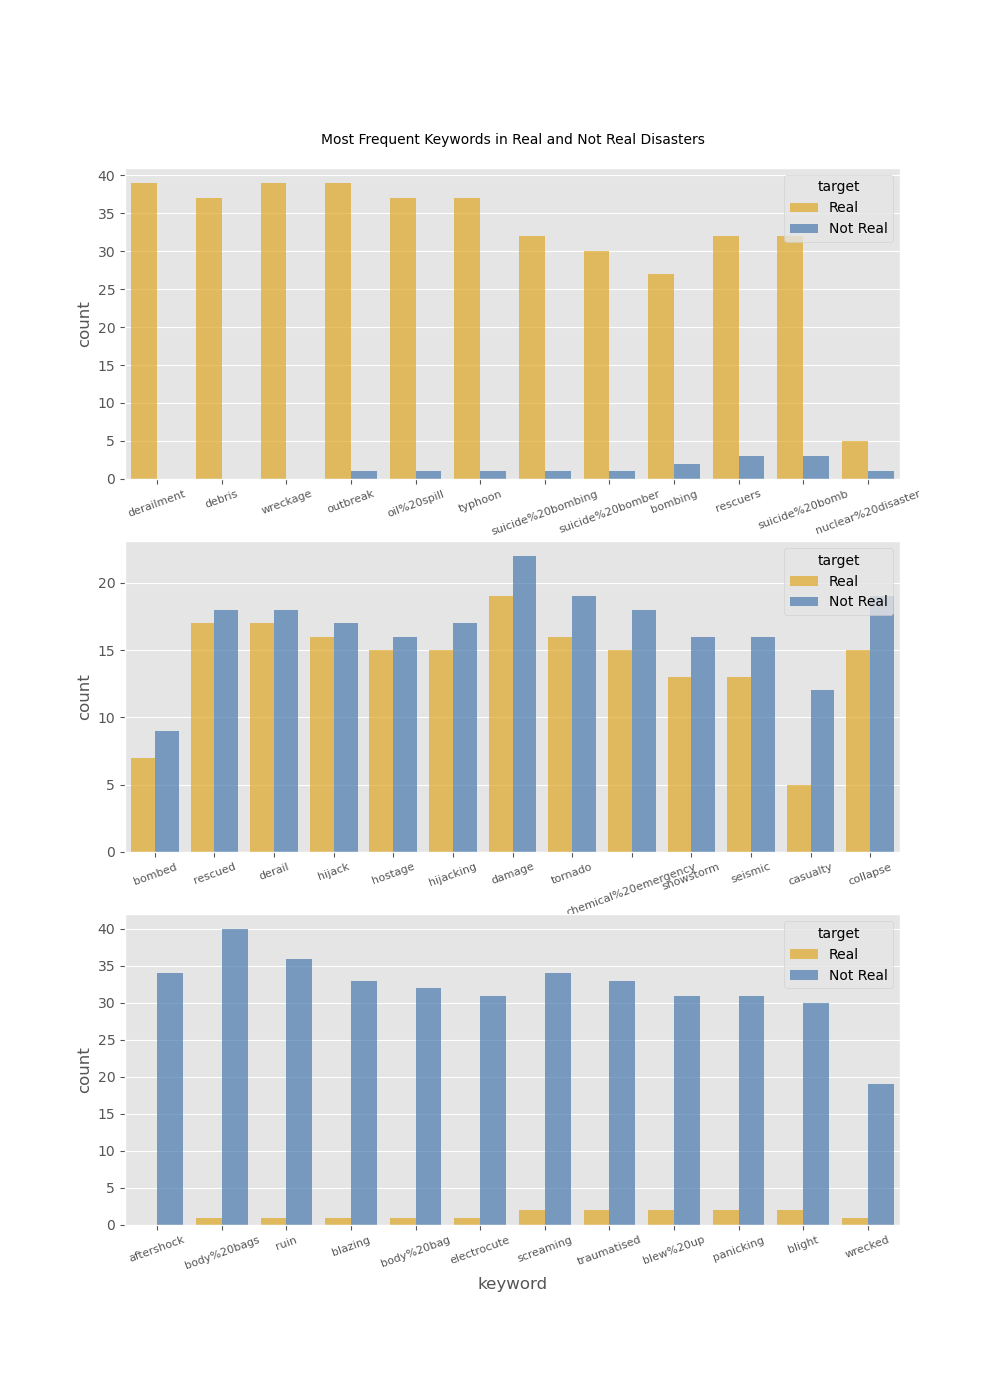 Most Frequent Keywords in Real and Not Real Disasters
40
35
30
25
20
15
10
5
0
count
target
Real
Not Real
derailment debris wreckage outbreak oil%20spill typhoon suicide%20bombing suicide%20bomber bombing rescuers suicide%20bomb nuclear%20disaster
20
15
10
5
0
count
target
Real
Not Real
bombed rescued derail hijack hostage hijacking damage tornado chemical%20emergency snowstorm seismic casualty collapse
40
35
30
25
20
15
10
5
0
count
target
Real
Not Real
aftershock body%20bags ruin blazing body%20bag electrocute screaming traumatised blew%20up panicking blight wrecked
keyword